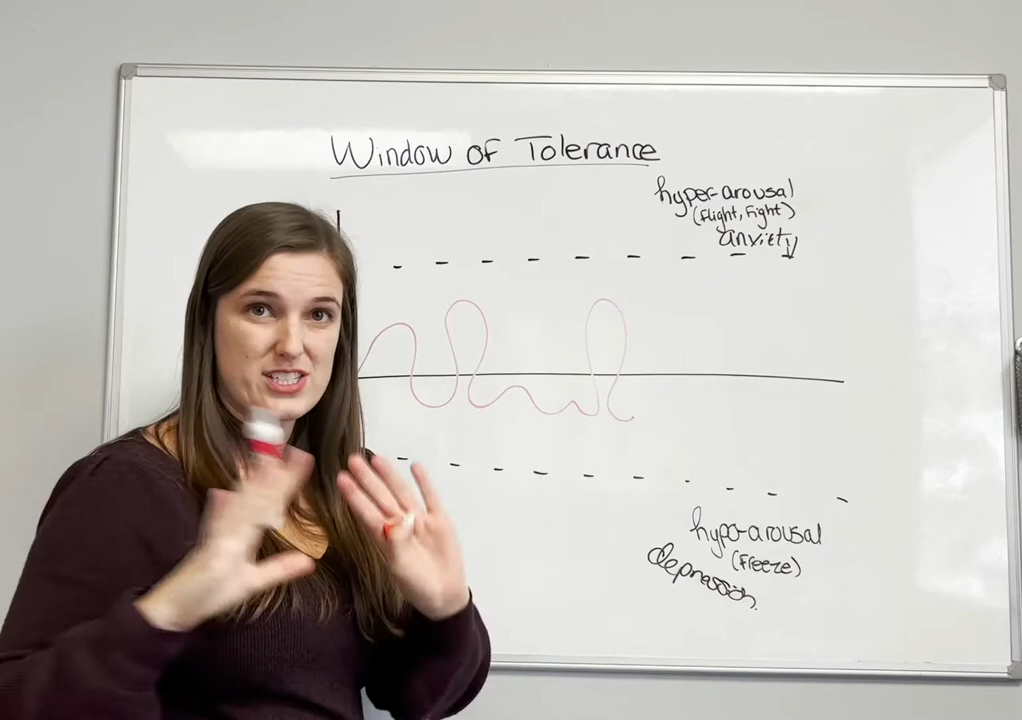 Window of Tolerance
hyper-arousal
(flight, Fight)
anxiety
hypo-arousal
(Freeze)
depression